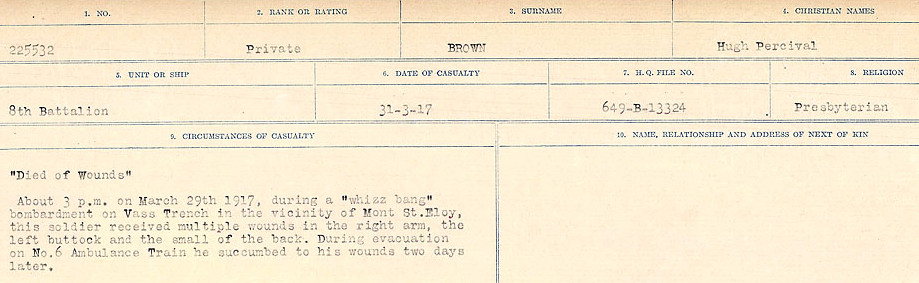 1. NO. 2. RANK OR RATING 3. SURNAME 4. CHRISTIAN NAMES
225532 Private BROWN Hugh Percival
5. UNIT OR SHIP 6. DATE OF CASUALTY 7. H. Q. FILE NO. 8. RELIGION
8th Battalion 31-3-17 649-B-13324 Presbyterian
9. CIRCUMSTANCES OF CASUALTY 10. NAME, RELATIONSHIP AND ADDRESS OF NEXT OF KIN
"Died of Wounds"
About 3 p.m. on March 29th 1917, during a "whizz bang"
bombardment on Vass Trench in the vicinity of Mont St.Eloy,
this soldier received multiple wounds in the right arm, the
left buttock and the small of the back. During evacuation
on No.6 Ambulance Train he succumbed to his wounds two days
later.